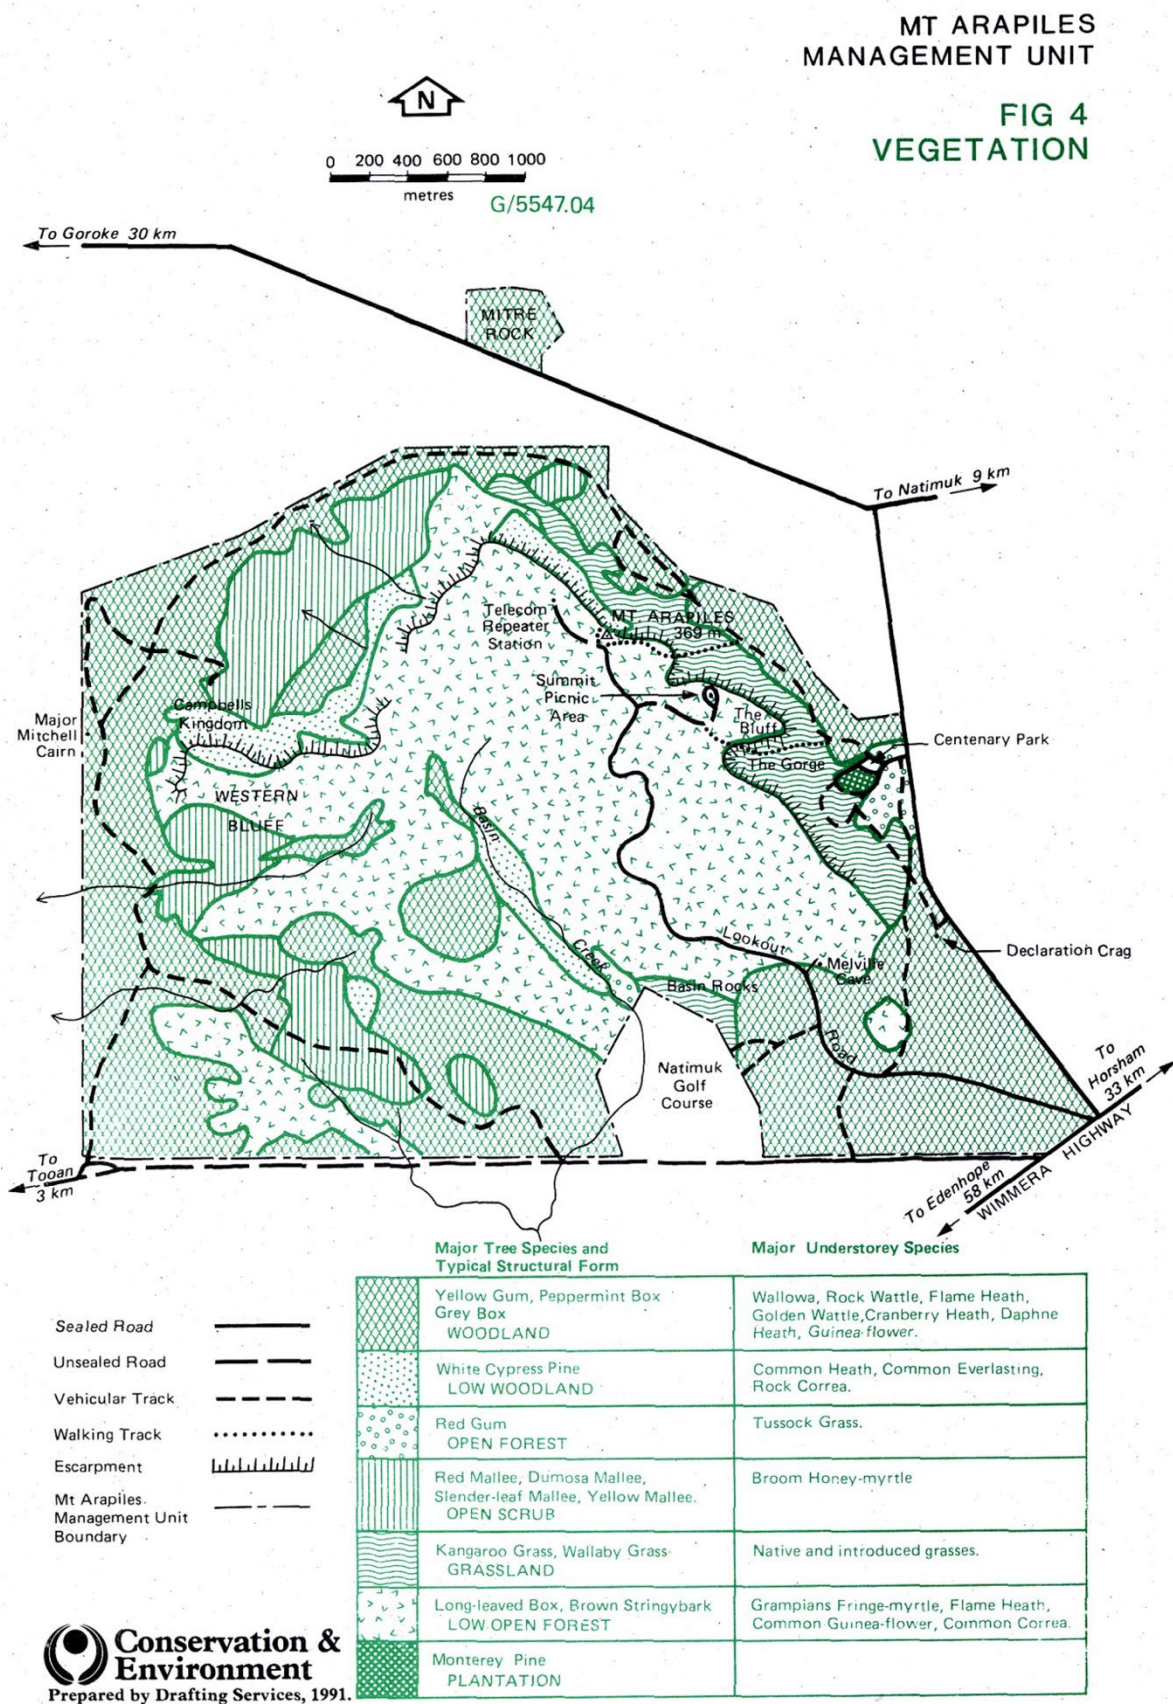 MT ARAPILES
MANAGEMENT UNIT
FIG 4
VEGETATION
N
0 200 400 600 800 1000
metres
G/5547.04
To Goroke 30 km
MITRE
ROCK
To Natimuk 9 km
Telecom
Repeater
Station
MT ARAPILES
369 m
Summit
Picnic
Area
The
Bluff
The Gorge
Centenary Park
Campbells
Kingdom
Major
Mitchell
Cairn
WESTERN
BLUFF
Basin
Creek
Lookout
Road
Melville
Cave
Declaration Crag
Basin Rocks
Natimuk
Golf
Course
To
Horsham
33 km
To
Tooan
3 km
To Edenhope
58 km
WIMMERA HIGHWAY
Sealed Road
Unsealed Road
Vehicular Track
Walking Track
Escarpment
Mt Arapiles
Management Unit
Boundary
Major Tree Species and
Typical Structural Form
Major Understorey Species
Yellow Gum, Peppermint Box
Grey Box
WOODLAND
Wallowa, Rock Wattle, Flame Heath,
Golden Wattle,Cranberry Heath, Daphne
Heath, Guinea-flower.
White Cypress Pine
LOW WOODLAND
Common Heath, Common Everlasting,
Rock Correa.
Red Gum
OPEN FOREST
Tussock Grass.
Red Mallee, Dumosa Mallee,
Slender-leaf Mallee, Yellow Mallee.
OPEN SCRUB
Broom Honey-myrtle
Kangaroo Grass, Wallaby Grass
GRASSLAND
Native and introduced grasses.
Long-leaved Box, Brown Stringybark
LOW OPEN FOREST
Grampians Fringe-myrtle, Flame Heath,
Common Guinea-flower, Common Correa.
Monterey Pine
PLANTATION
Conservation &
Environment
Prepared by Drafting Services, 1991.